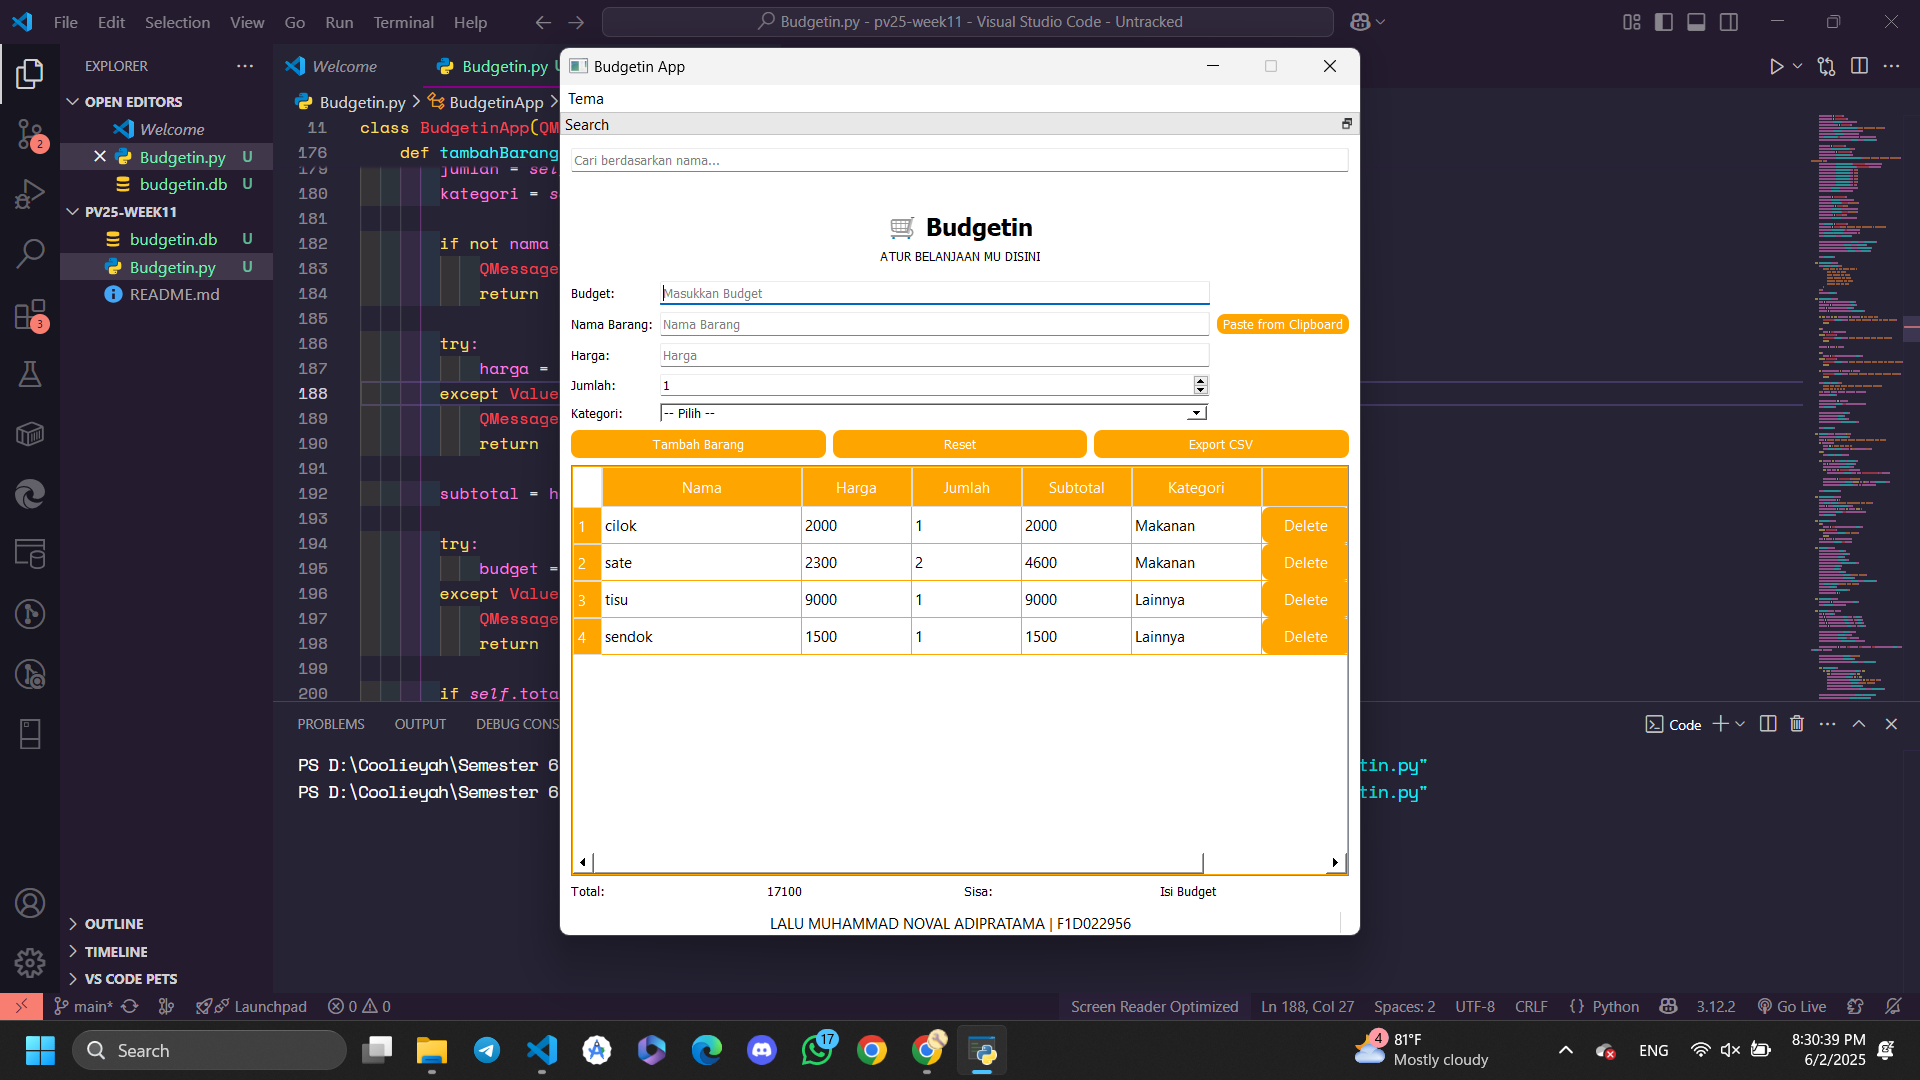 File Edit Selection View Go Run Terminal Help
Budgetin.py - pv25-week11 - Visual Studio Code - Untracked
EXPLORER
OPEN EDITORS
Welcome
Budgetin.py U
budgetin.db U
PV25-WEEK11
budgetin.db U
Budgetin.py U
README.md
2
3
OUTLINE
TIMELINE
VS CODE PETS
Welcome
Budgetin.py U
Budgetin.py > BudgetinApp >
11 class BudgetinApp(QM
176 def tambahBarang
179 jumlah = sel
180 kategori = s
181
182 if not nama
183 QMessage
184 return
185
186 try:
187 harga =
188 except Value
189 QMessage
190 return
191
192 subtotal = h
193
194 try:
195 budget =
196 except Value
197 QMessage
198 return
199
200 if self.tota
PROBLEMS OUTPUT DEBUG CONS
Code
PS D:\Coolieyah\Semester 6
tin.py"
PS D:\Coolieyah\Semester 6
tin.py"
Budgetin App
Tema
Search
Cari berdasarkan nama...
Budgetin
ATUR BELANJAAN MU DISINI
Budget: Masukkan Budget
Nama Barang: Nama Barang Paste from Clipboard
Harga: Harga
Jumlah: 1
Kategori: -- Pilih --
Tambah Barang Reset Export CSV
Nama Harga Jumlah Subtotal Kategori
1 cilok 2000 1 2000 Makanan Delete
2 sate 2300 2 4600 Makanan Delete
3 tisu 9000 1 9000 Lainnya Delete
4 sendok 1500 1 1500 Lainnya Delete
Total: 17100 Sisa: Isi Budget
LALU MUHAMMAD NOVAL ADIPRATAMA | F1D022956
main* Launchpad 0 0
Screen Reader Optimized Ln 188, Col 27 Spaces: 2 UTF-8 CRLF {} Python 3.12.2 Go Live
Search
17
4
81°F
Mostly cloudy
ENG
8:30:39 PM
6/2/2025